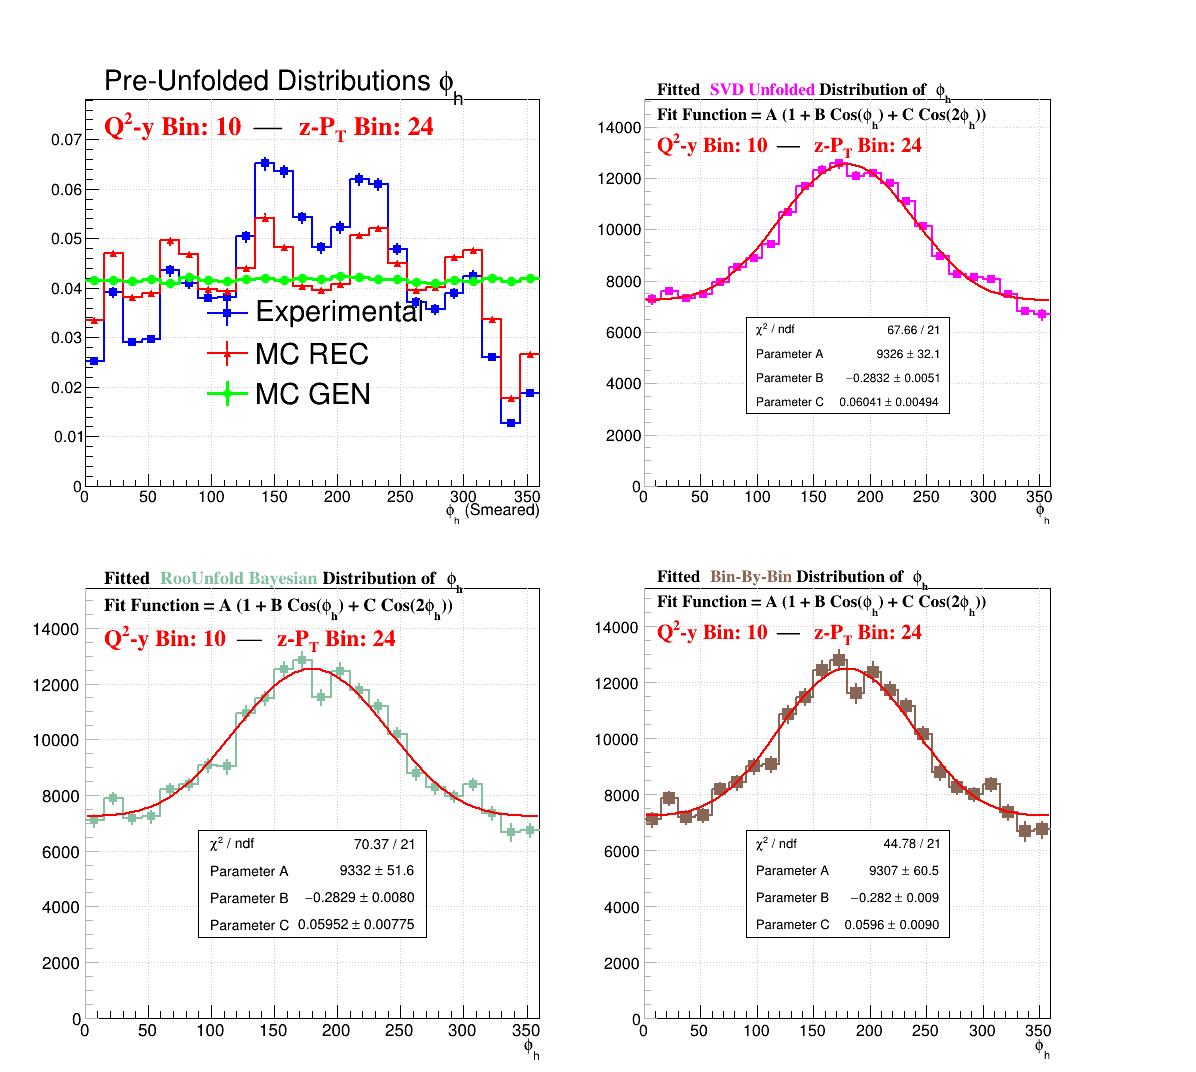 Pre-Unfolded Distributions ϕh
Q2-y Bin: 10 — z-PT Bin: 24
0.07
0.06
0.05
0.04
0.03
0.02
0.01
0
Experimental
MC REC
MC GEN
0 50 100 150 200 250 300 350
ϕh (Smeared)
Fitted SVD Unfolded Distribution of ϕh
Fit Function = A (1 + B Cos(ϕh) + C Cos(2ϕh))
Q2-y Bin: 10 — z-PT Bin: 24
14000
12000
10000
8000
6000
4000
2000
0
χ2 / ndf 67.66 / 21
Parameter A 9326 ± 32.1
Parameter B −0.2832 ± 0.0051
Parameter C 0.06041 ± 0.00494
0 50 100 150 200 250 300 350
ϕh
Fitted RooUnfold Bayesian Distribution of ϕh
Fit Function = A (1 + B Cos(ϕh) + C Cos(2ϕh))
Q2-y Bin: 10 — z-PT Bin: 24
14000
12000
10000
8000
6000
4000
2000
0
χ2 / ndf 70.37 / 21
Parameter A 9332 ± 51.6
Parameter B −0.2829 ± 0.0080
Parameter C 0.05952 ± 0.00775
0 50 100 150 200 250 300 350
ϕh
Fitted Bin-By-Bin Distribution of ϕh
Fit Function = A (1 + B Cos(ϕh) + C Cos(2ϕh))
Q2-y Bin: 10 — z-PT Bin: 24
14000
12000
10000
8000
6000
4000
2000
0
χ2 / ndf 44.78 / 21
Parameter A 9307 ± 60.5
Parameter B −0.282 ± 0.009
Parameter C 0.0596 ± 0.0090
0 50 100 150 200 250 300 350
ϕh